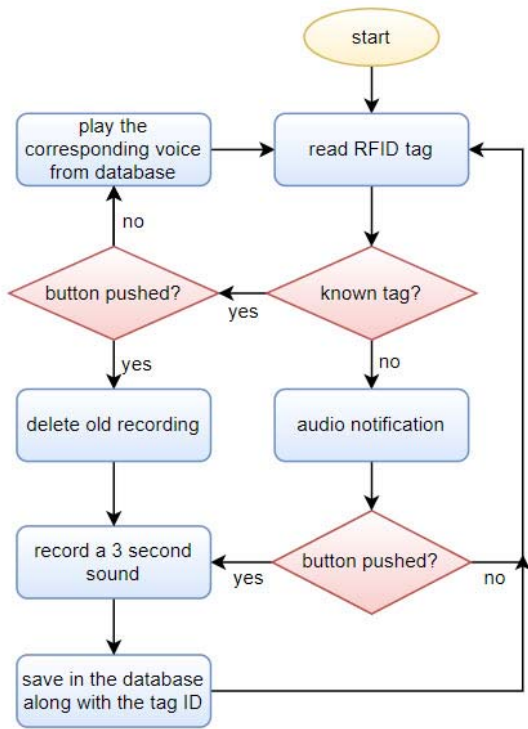 start
play the
corresponding voice
from database
read RFID tag
no
button pushed?
yes
known tag?
yes
no
delete old recording
audio notification
record a 3 second
sound
yes
button pushed?
no
save in the database
along with the tag ID